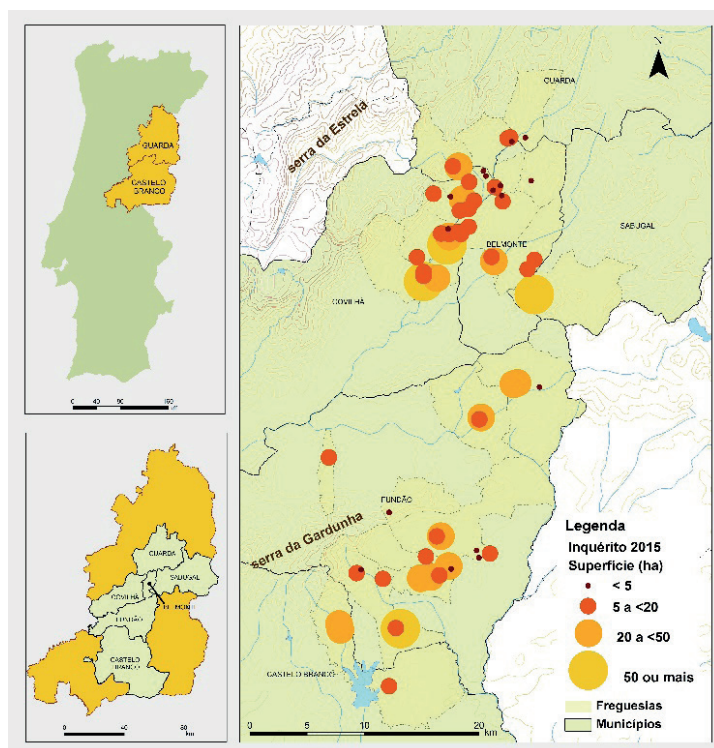 GUARDA
CASTELO
BRANCO
0 40 80 160
GUARDA
SABUGAL
COVILHÃ
FUNDÃO
CASTELO
BRANCO
0 40 80
km
N
GUARDA
serra da Estrela
SABUGAL
BELMONTE
COVILHÃ
FUNDÃO
serra da Gardunha
CASTELO BRANCO
0 10 20
km
Legenda
Inquérito 2015
Superfície (ha)
< 5
5 a <20
20 a <50
50 ou mais
Freguesias
Municípios